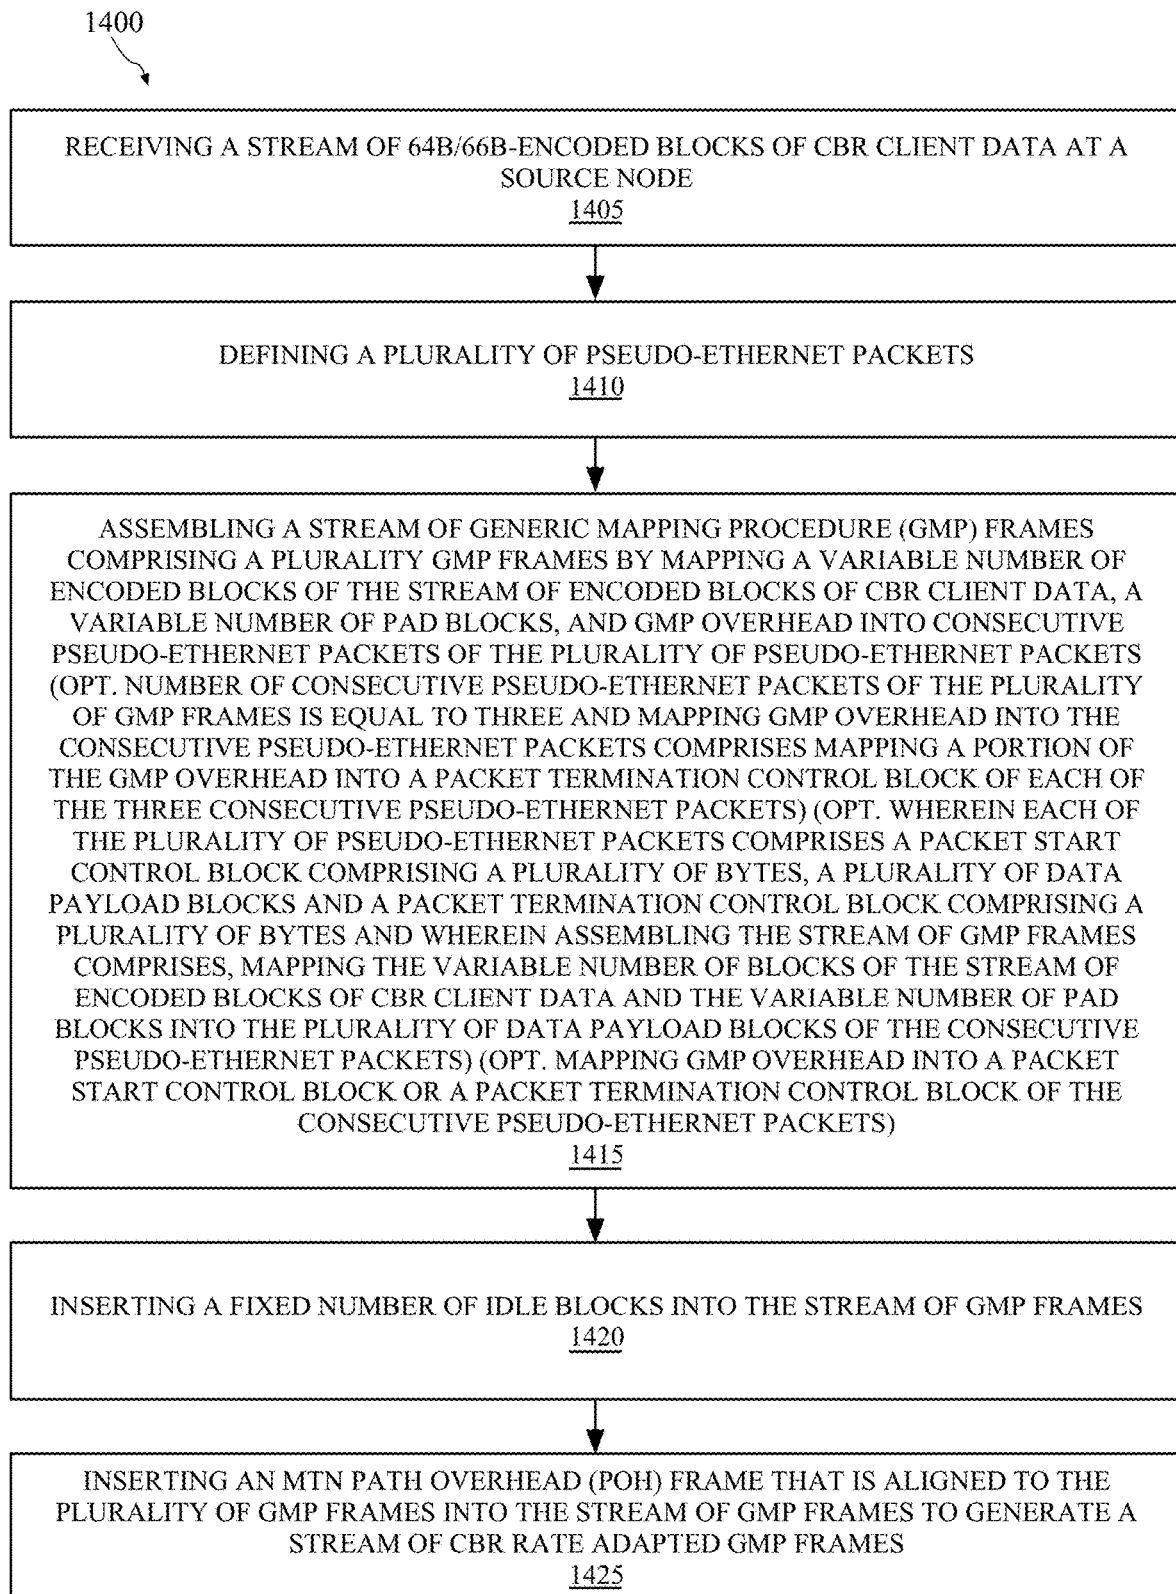 1400
RECEIVING A STREAM OF 64B/66B-ENCODED BLOCKS OF CBR CLIENT DATA AT A
SOURCE NODE
1405
DEFINING A PLURALITY OF PSEUDO-ETHERNET PACKETS
1410
ASSEMBLING A STREAM OF GENERIC MAPPING PROCEDURE (GMP) FRAMES
COMPRISING A PLURALITY GMP FRAMES BY MAPPING A VARIABLE NUMBER OF
ENCODED BLOCKS OF THE STREAM OF ENCODED BLOCKS OF CBR CLIENT DATA, A
VARIABLE NUMBER OF PAD BLOCKS, AND GMP OVERHEAD INTO CONSECUTIVE
PSEUDO-ETHERNET PACKETS OF THE PLURALITY OF PSEUDO-ETHERNET PACKETS
(OPT. NUMBER OF CONSECUTIVE PSEUDO-ETHERNET PACKETS OF THE PLURALITY
OF GMP FRAMES IS EQUAL TO THREE AND MAPPING GMP OVERHEAD INTO THE
CONSECUTIVE PSEUDO-ETHERNET PACKETS COMPRISES MAPPING A PORTION OF
THE GMP OVERHEAD INTO A PACKET TERMINATION CONTROL BLOCK OF EACH OF
THE THREE CONSECUTIVE PSEUDO-ETHERNET PACKETS) (OPT. WHEREIN EACH OF
THE PLURALITY OF PSEUDO-ETHERNET PACKETS COMPRISES A PACKET START
CONTROL BLOCK COMPRISING A PLURALITY OF BYTES, A PLURALITY OF DATA
PAYLOAD BLOCKS AND A PACKET TERMINATION CONTROL BLOCK COMPRISING A
PLURALITY OF BYTES AND WHEREIN ASSEMBLING THE STREAM OF GMP FRAMES
COMPRISES, MAPPING THE VARIABLE NUMBER OF BLOCKS OF THE STREAM OF
ENCODED BLOCKS OF CBR CLIENT DATA AND THE VARIABLE NUMBER OF PAD
BLOCKS INTO THE PLURALITY OF DATA PAYLOAD BLOCKS OF THE CONSECUTIVE
PSEUDO-ETHERNET PACKETS) (OPT. MAPPING GMP OVERHEAD INTO A PACKET
START CONTROL BLOCK OR A PACKET TERMINATION CONTROL BLOCK OF THE
CONSECUTIVE PSEUDO-ETHERNET PACKETS)
1415
INSERTING A FIXED NUMBER OF IDLE BLOCKS INTO THE STREAM OF GMP FRAMES
1420
INSERTING AN MTN PATH OVERHEAD (POH) FRAME THAT IS ALIGNED TO THE
PLURALITY OF GMP FRAMES INTO THE STREAM OF GMP FRAMES TO GENERATE A
STREAM OF CBR RATE ADAPTED GMP FRAMES
1425